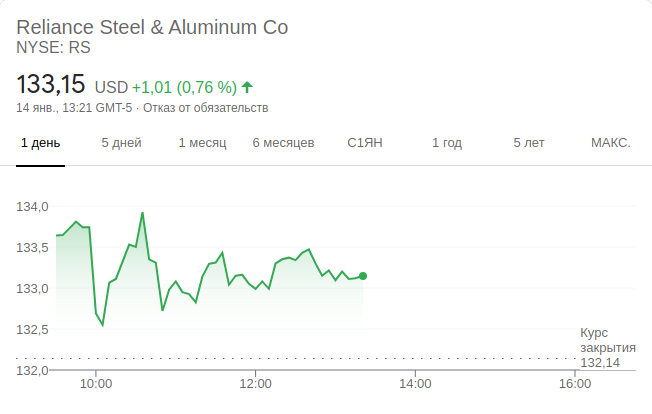 Reliance Steel & Aluminum Co
NYSE: RS
133,15 USD +1,01 (0,76 %)
14 янв., 13:21 GMT-5 · Отказ от обязательств
1 день 5 дней 1 месяц 6 месяцев С1ЯН 1 год 5 лет МАКС.
134,0
133,5
133,0
132,5
Курс
закрытия
132,14
132,0
10:00 12:00 14:00 16:00